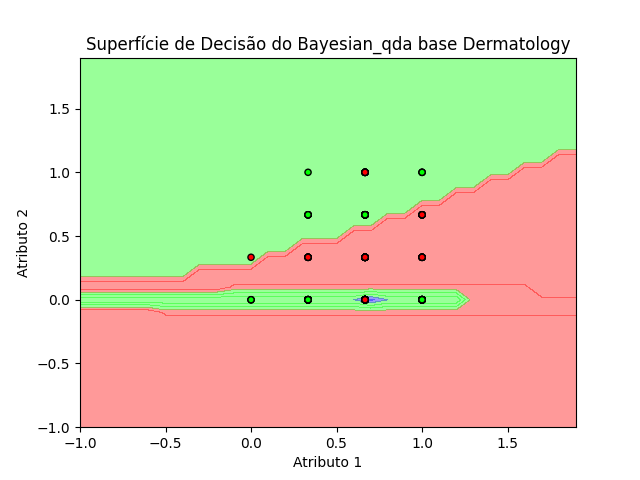 Superfície de Decisão do Bayesian_qda base Dermatology
1.5
1.0
0.5
0.0
−0.5
−1.0
Atributo 2
−1.0 −0.5 0.0 0.5 1.0 1.5
Atributo 1